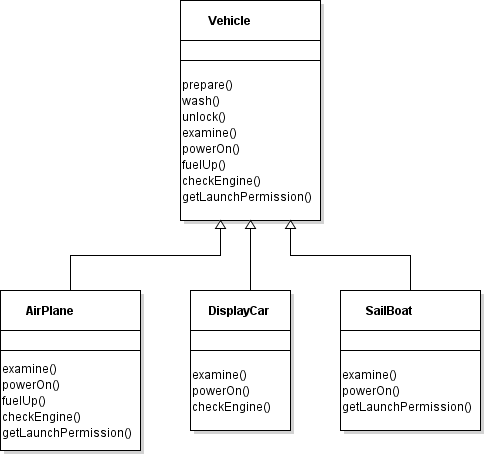 Vehicle
prepare()
wash()
unlock()
examine()
powerOn()
fuelUp()
checkEngine()
getLaunchPermission()
AirPlane
examine()
powerOn()
fuelUp()
checkEngine()
getLaunchPermission()
DisplayCar
examine()
powerOn()
checkEngine()
SailBoat
examine()
powerOn()
getLaunchPermission()